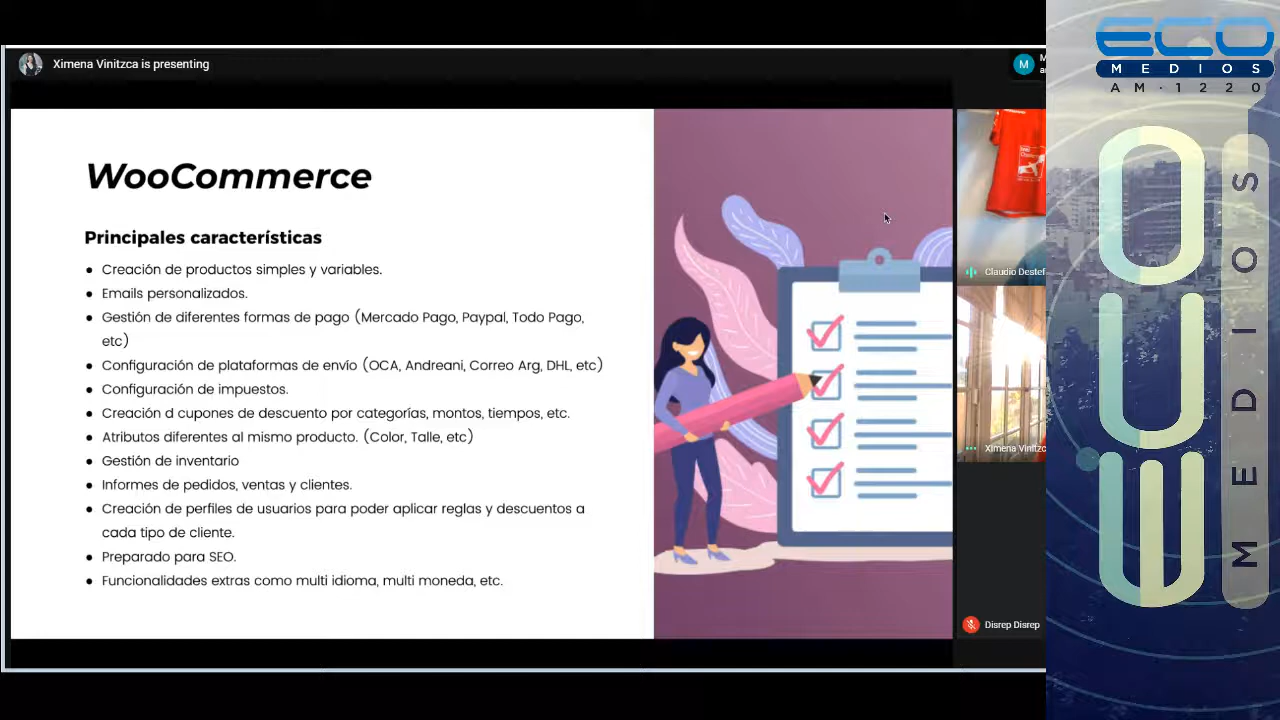 Ximena Vinitzca is presenting
M
WooCommerce
Principales características
● Creación de productos simples y variables.
● Emails personalizados.
● Gestión de diferentes formas de pago (Mercado Pago, Paypal, Todo Pago,
etc)
● Configuración de plataformas de envío (OCA, Andreani, Correo Arg, DHL, etc)
● Configuración de impuestos.
● Creación d cupones de descuento por categorías, montos, tiempos, etc.
● Atributos diferentes al mismo producto. (Color, Talle, etc)
● Gestión de inventario
● Informes de pedidos, ventas y clientes.
● Creación de perfiles de usuarios para poder aplicar reglas y descuentos a
cada tipo de cliente.
● Preparado para SEO.
● Funcionalidades extras como multi idioma, multi moneda, etc.
Claudio Destef
Ximena Vinitzc
Disrep Disrep
ECO
MEDIOS
AM·1220
ECO
MEDIOS